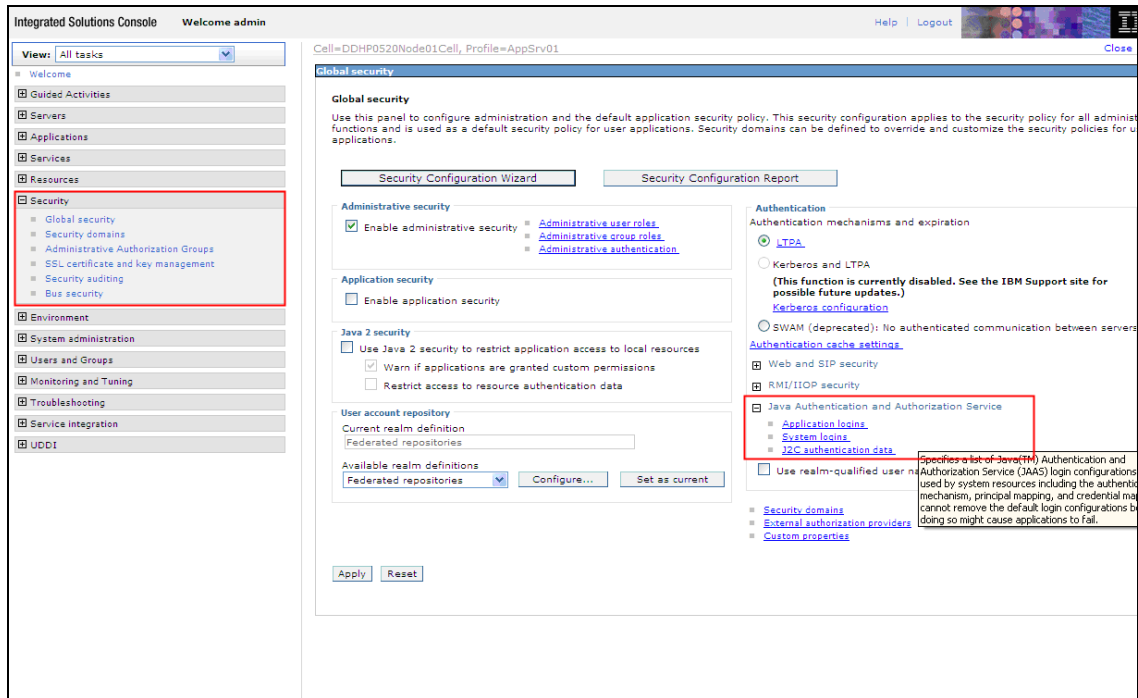 Integrated Solutions Console Welcome admin
Help | Logout
View: All tasks
Welcome
Guided Activities
Servers
Applications
Services
Resources
Security
Global security
Security domains
Administrative Authorization Groups
SSL certificate and key management
Security auditing
Bus security
Environment
System administration
Users and Groups
Monitoring and Tuning
Troubleshooting
Service integration
UDDI
Cell=DDHP0520Node01Cell, Profile=AppSrv01
Close
Global security
Global security
Use this panel to configure administration and the default application security policy. This security configuration applies to the security policy for all administ
functions and is used as a default security policy for user applications. Security domains can be defined to override and customize the security policies for u
applications.
Security Configuration Wizard
Security Configuration Report
Administrative security
Enable administrative security
Administrative user roles
Administrative group roles
Administrative authentication
Application security
Enable application security
Java 2 security
Use Java 2 security to restrict application access to local resources
Warn if applications are granted custom permissions
Restrict access to resource authentication data
User account repository
Current realm definition
Federated repositories
Available realm definitions
Federated repositories
Configure...
Set as current
Apply
Reset
Authentication
Authentication mechanisms and expiration
LTPA
Kerberos and LTPA
(This function is currently disabled. See the IBM Support site for
possible future updates.)
Kerberos configuration
SWAM (deprecated): No authenticated communication between servers
Authentication cache settings
Web and SIP security
RMI/IIOP security
Java Authentication and Authorization Service
Application logins
System logins
J2C authentication data
Use realm-qualified user na
Specifies a list of Java(TM) Authentication and
Authorization Service (JAAS) login configurations
used by system resources including the authentic
mechanism, principal mapping, and credential ma
cannot remove the default login configurations b
doing so might cause applications to fail.
Security domains
External authorization providers
Custom properties